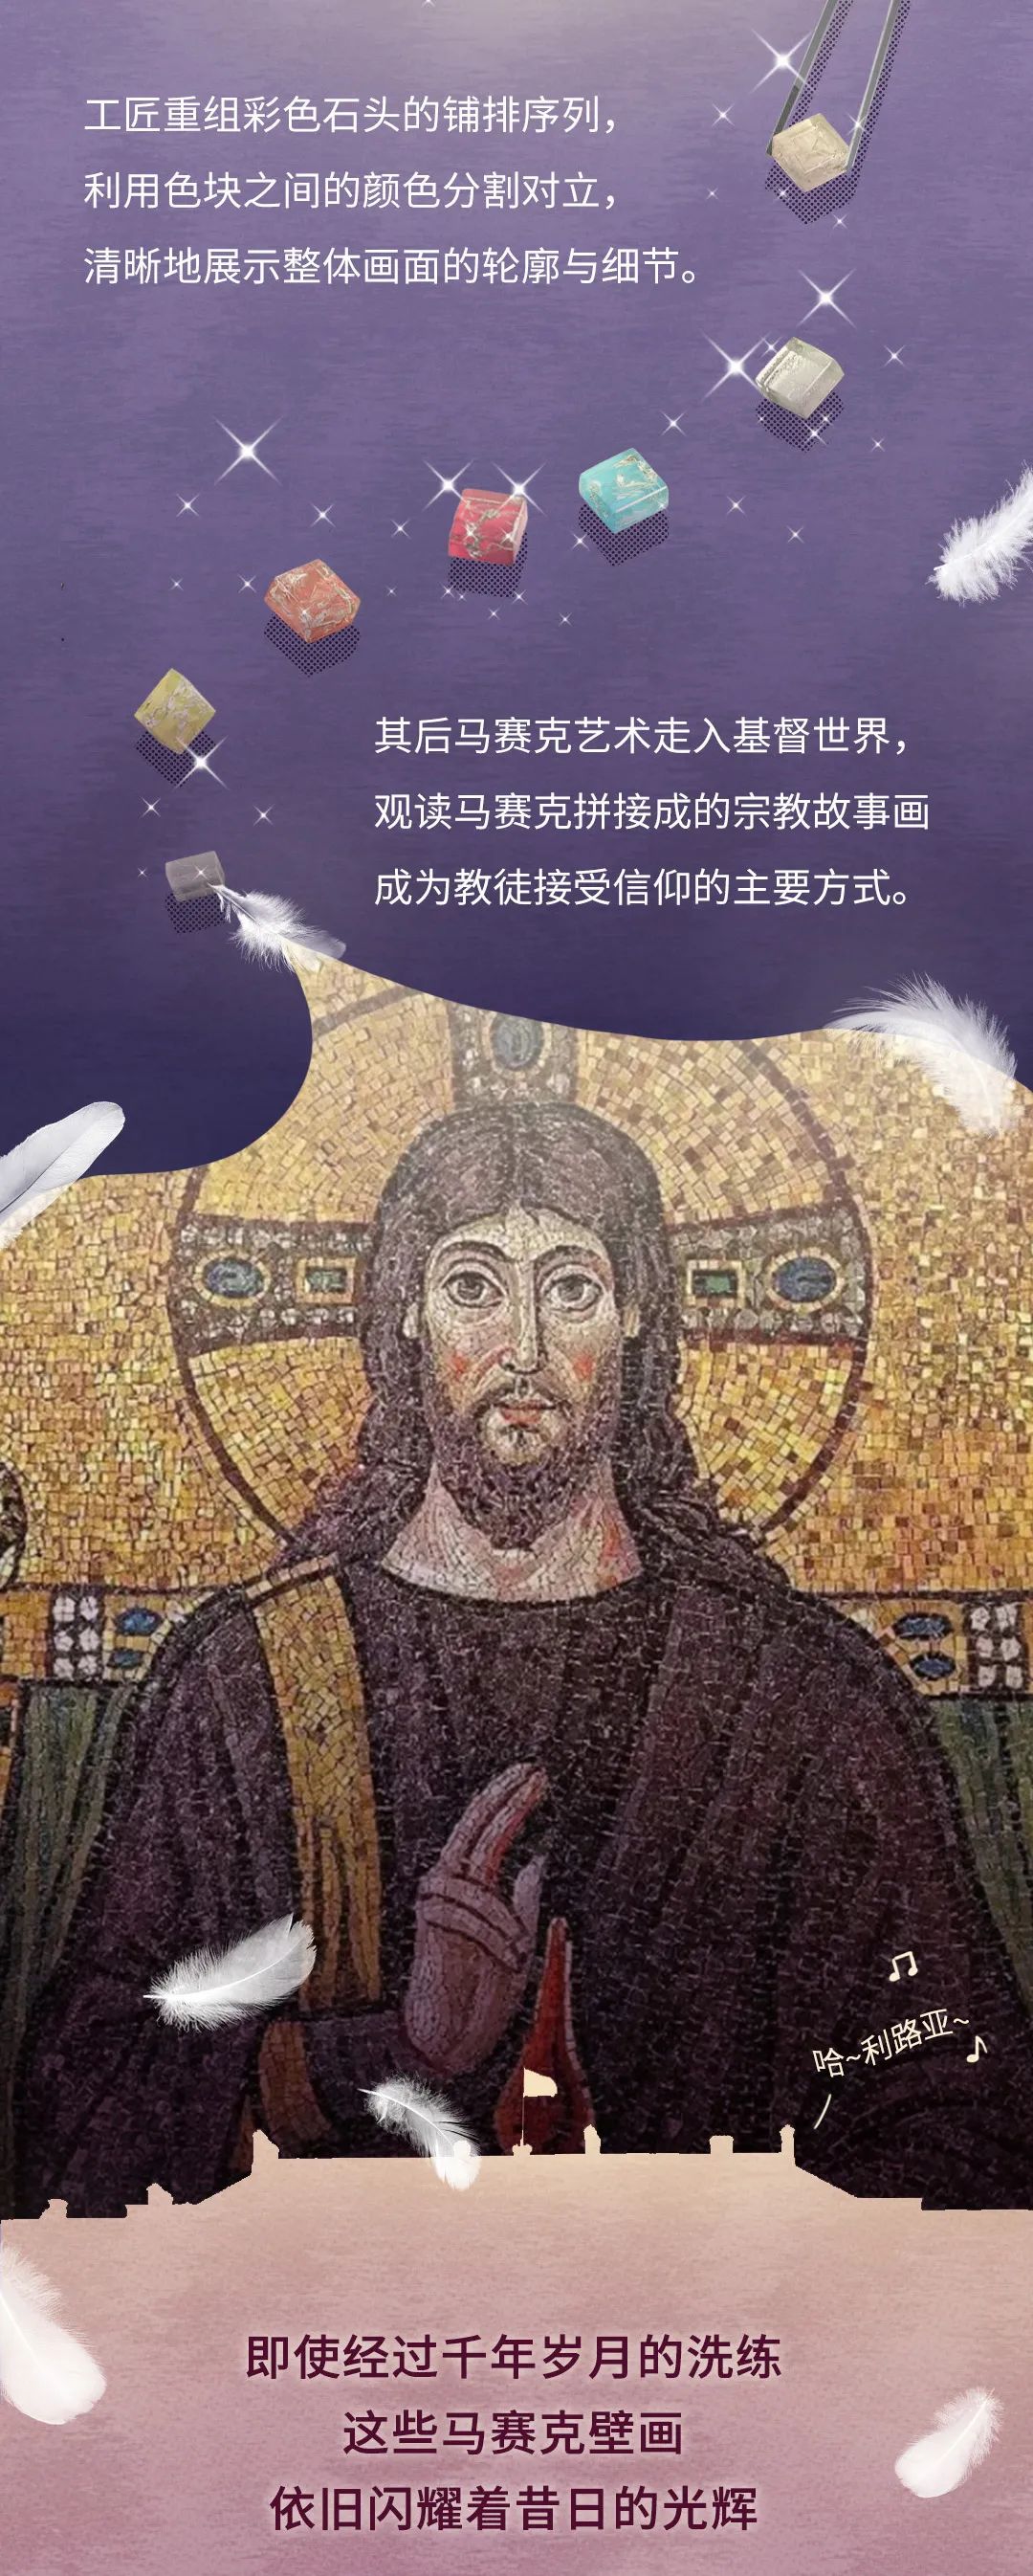 工匠重组彩色石头的铺排序列，
利用色块之间的颜色分割对立，
清晰地展示整体画面的轮廓与细节。
其后马赛克艺术走入基督世界，
观读马赛克拼接成的宗教故事画
成为教徒接受信仰的主要方式。
哈~利路亚~
即使经过千年岁月的洗练
这些马赛克壁画
依旧闪耀着昔日的光辉